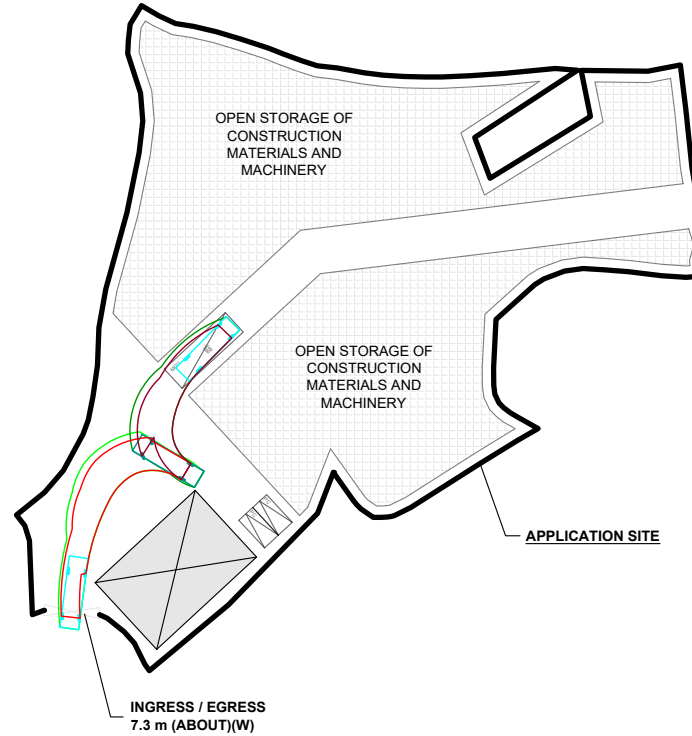 OPEN STORAGE OF
CONSTRUCTION
MATERIALS AND
MACHINERY
OPEN STORAGE OF
CONSTRUCTION
MATERIALS AND
MACHINERY
APPLICATION SITE
INGRESS / EGRESS
7.3 m (ABOUT)(W)